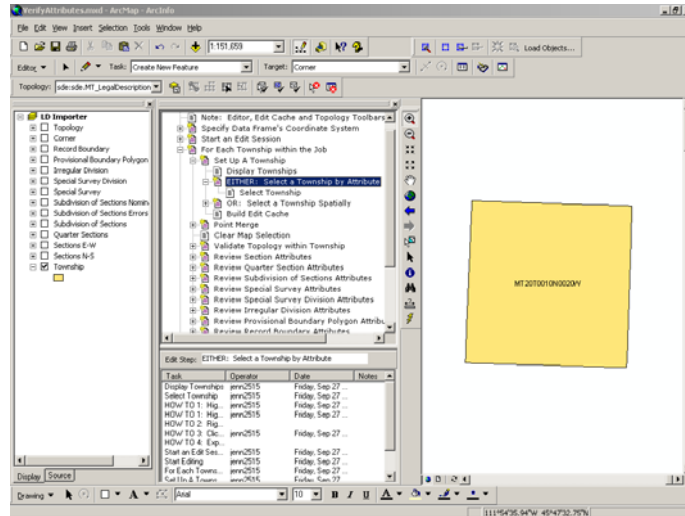 VerifyAttributes.mxd - ArcMap - ArcInfo
File Edit View Insert Selection Tools Window Help
1:151,659
Load Objects...
Editor Task: Create New Feature Target: Corner
Topology: sde:sde.MT_LegalDescription
LD Importer
Topology
Corner
Record Boundary
Provisional Boundary Polygon
Irregular Division
Special Survey Division
Special Survey
Subdivision of Sections Nomin
Subdivision of Sections Errors
Subdivision of Sections
Quarter Sections
Sections E-W
Sections N-S
Township
Display Source
Note: Editor, Edit Cache and Topology Toolbars
Specify Data Frame's Coordinate System
Start an Edit Session
For Each Township within the Job
Set Up A Township
Display Townships
EITHER: Select a Township by Attribute
Select Township
OR: Select a Township Spatially
Build Edit Cache
Point Merge
Clear Map Selection
Validate Topology within Township
Review Section Attributes
Review Quarter Section Attributes
Review Subdivision of Sections Attributes
Review Special Survey Attributes
Review Special Survey Division Attributes
Review Irregular Division Attributes
Review Provisional Boundary Polygon Attribu
Review Record Boundary Attributes
Edit Step: EITHER: Select a Township by Attribute
Task Operator Date Notes
Display Townships jenn2515 Friday, Sep 27 ...
Select Township jenn2515 Friday, Sep 27 ...
HOW TO 1: Hig... jenn2515 Friday, Sep 27 ...
HOW TO 1: Hig... jenn2515 Friday, Sep 27 ...
HOW TO 2: Rig...
HOW TO 3: Clic... jenn2515 Friday, Sep 27 ...
HOW TO 4: Exp...
Start an Edit Ses... jenn2515 Friday, Sep 27 ...
Start Editing jenn2515 Friday, Sep 27 ...
For Each Towns... jenn2515 Friday, Sep 27 ...
Set Up A Towns... jenn2515 Friday, Sep 27 ...
MT20T0010N0020W
Drawing A Arial 10 B I U A
111°54'35.94"W 45°47'32.75"N